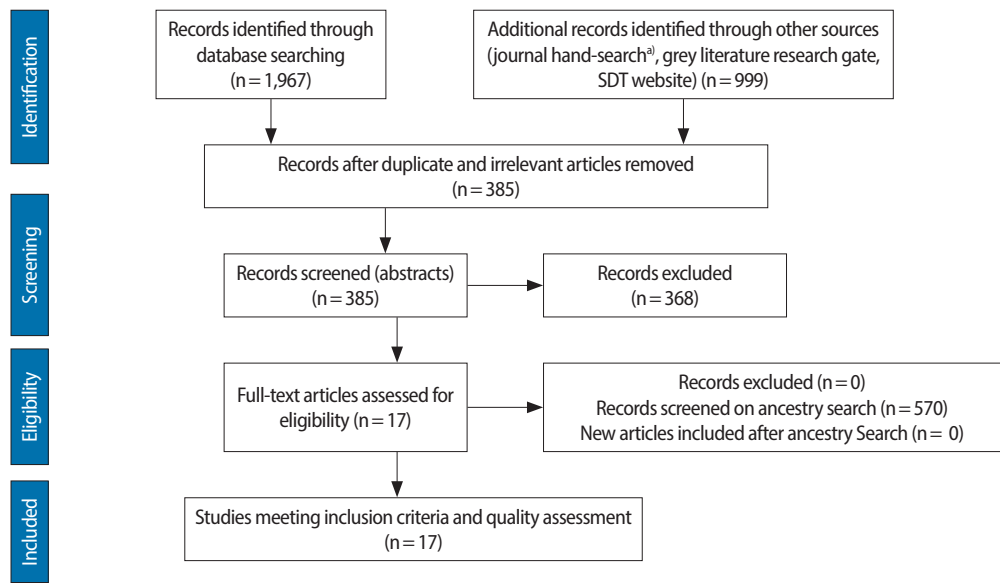 Identification
Records identified through
database searching
(n = 1,967)
Additional records identified through other sources
(journal hand-searchᵃ⁾, grey literature research gate,
SDT website) (n = 999)
Records after duplicate and irrelevant articles removed
(n = 385)
Screening
Records screened (abstracts)
(n = 385)
Records excluded
(n = 368)
Eligibility
Full-text articles assessed for
eligibility (n = 17)
Records excluded (n = 0)
Records screened on ancestry search (n = 570)
New articles included after ancestry Search (n = 0)
Included
Studies meeting inclusion criteria and quality assessment
(n = 17)